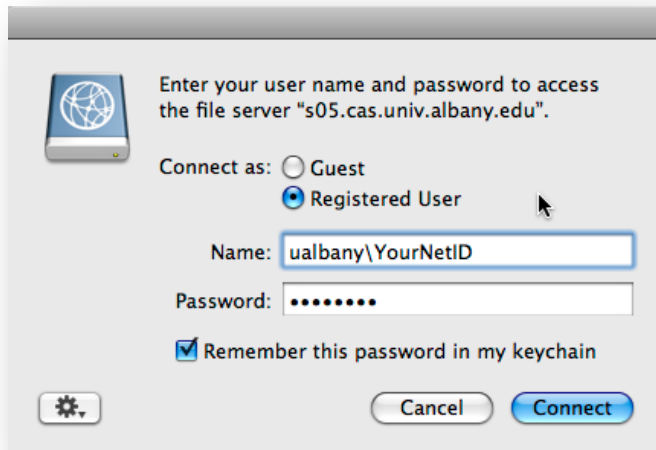 Enter your user name and password to access
the file server “s05.cas.univ.albany.edu”.
Connect as: Guest
Registered User
Name: ualbany\YourNetID
Password: ••••••••
Remember this password in my keychain
Cancel Connect